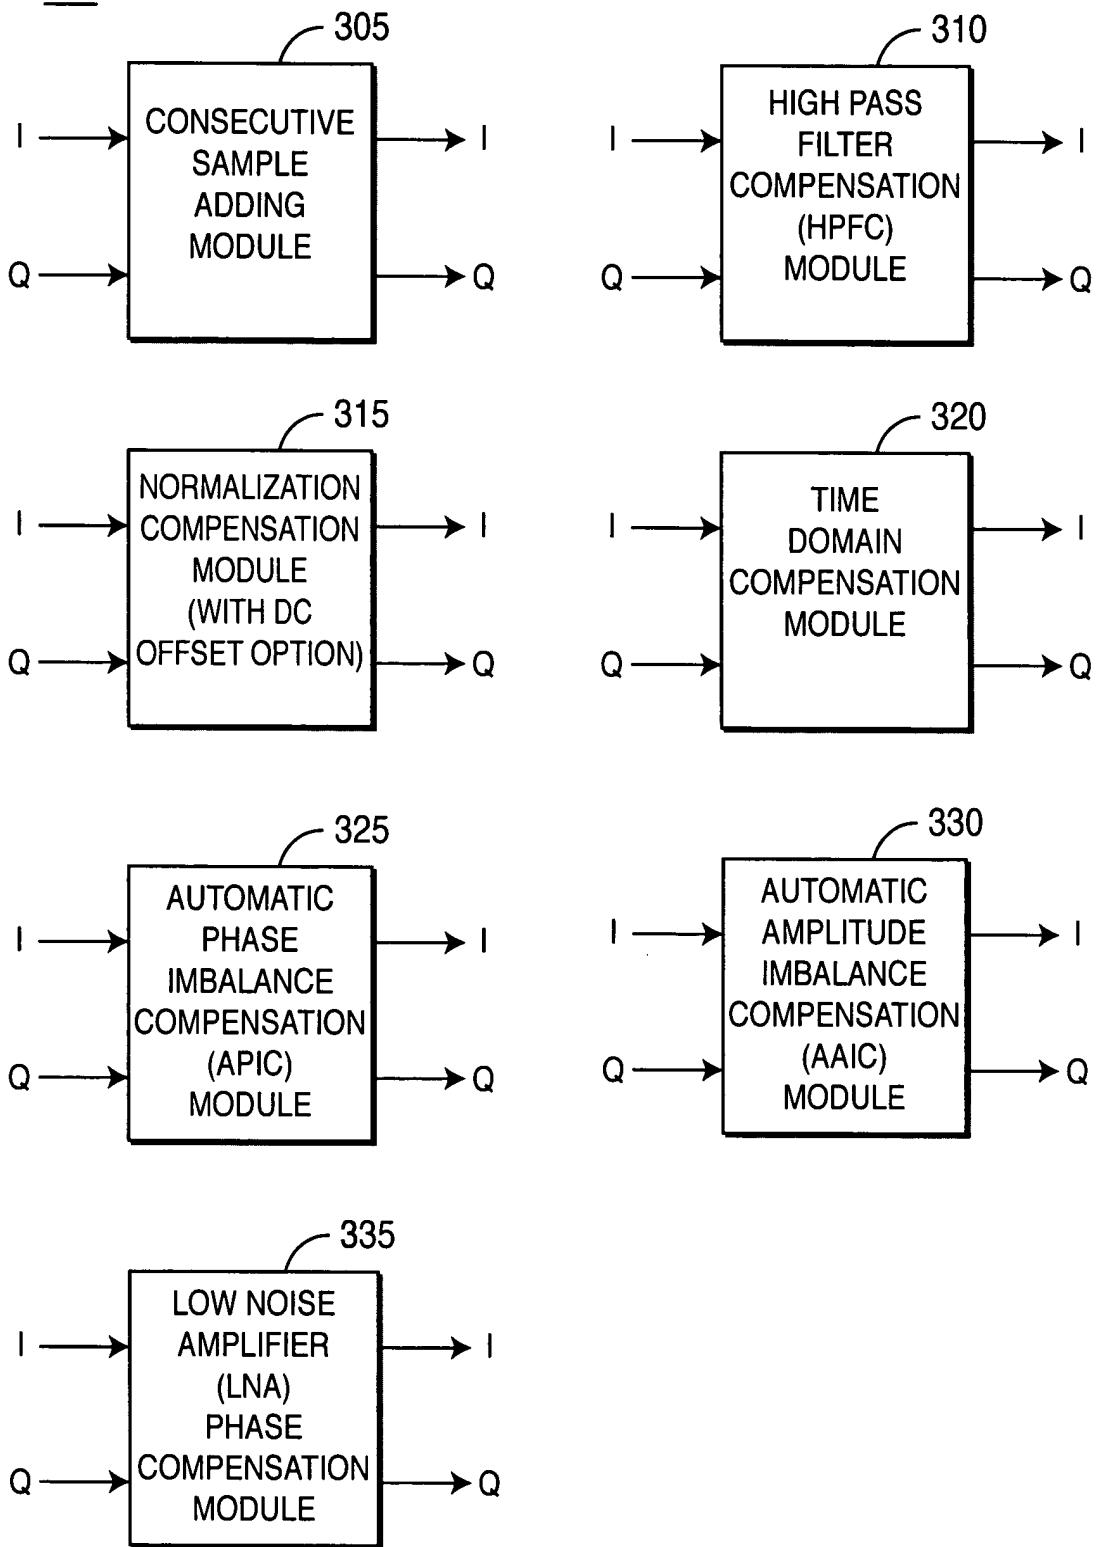 305
I
Q
CONSECUTIVE
SAMPLE
ADDING
MODULE
I
Q
310
I
Q
HIGH PASS
FILTER
COMPENSATION
(HPFC)
MODULE
I
Q
315
I
Q
NORMALIZATION
COMPENSATION
MODULE
(WITH DC
OFFSET OPTION)
I
Q
320
I
Q
TIME
DOMAIN
COMPENSATION
MODULE
I
Q
325
I
Q
AUTOMATIC
PHASE
IMBALANCE
COMPENSATION
(APIC)
MODULE
I
Q
330
I
Q
AUTOMATIC
AMPLITUDE
IMBALANCE
COMPENSATION
(AAIC)
MODULE
I
Q
335
I
Q
LOW NOISE
AMPLIFIER
(LNA)
PHASE
COMPENSATION
MODULE
I
Q